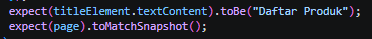 expect(titleElement.textContent).toBe("Daftar Produk");
expect(page).toMatchSnapshot();